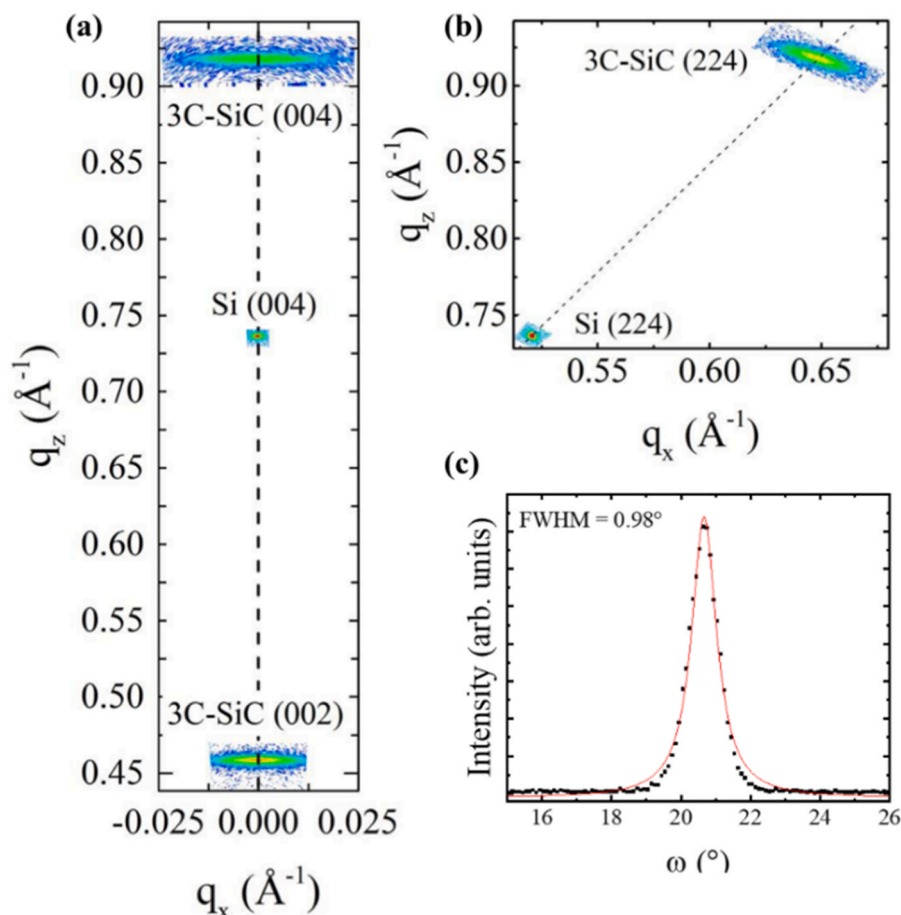 (a)
0.90
0.85
0.80
0.75
0.70
0.65
0.60
0.55
0.50
0.45
3C-SiC (004)
Si (004)
3C-SiC (002)
q_z (Å^-1)
-0.025 0.000 0.025
q_x (Å^-1)
(b)
3C-SiC (224)
0.90
0.85
0.80
0.75
Si (224)
q_z (Å^-1)
0.55 0.60 0.65
q_x (Å^-1)
(c)
FWHM = 0.98°
Intensity (arb. units)
16 18 20 22 24 26
ω (°)